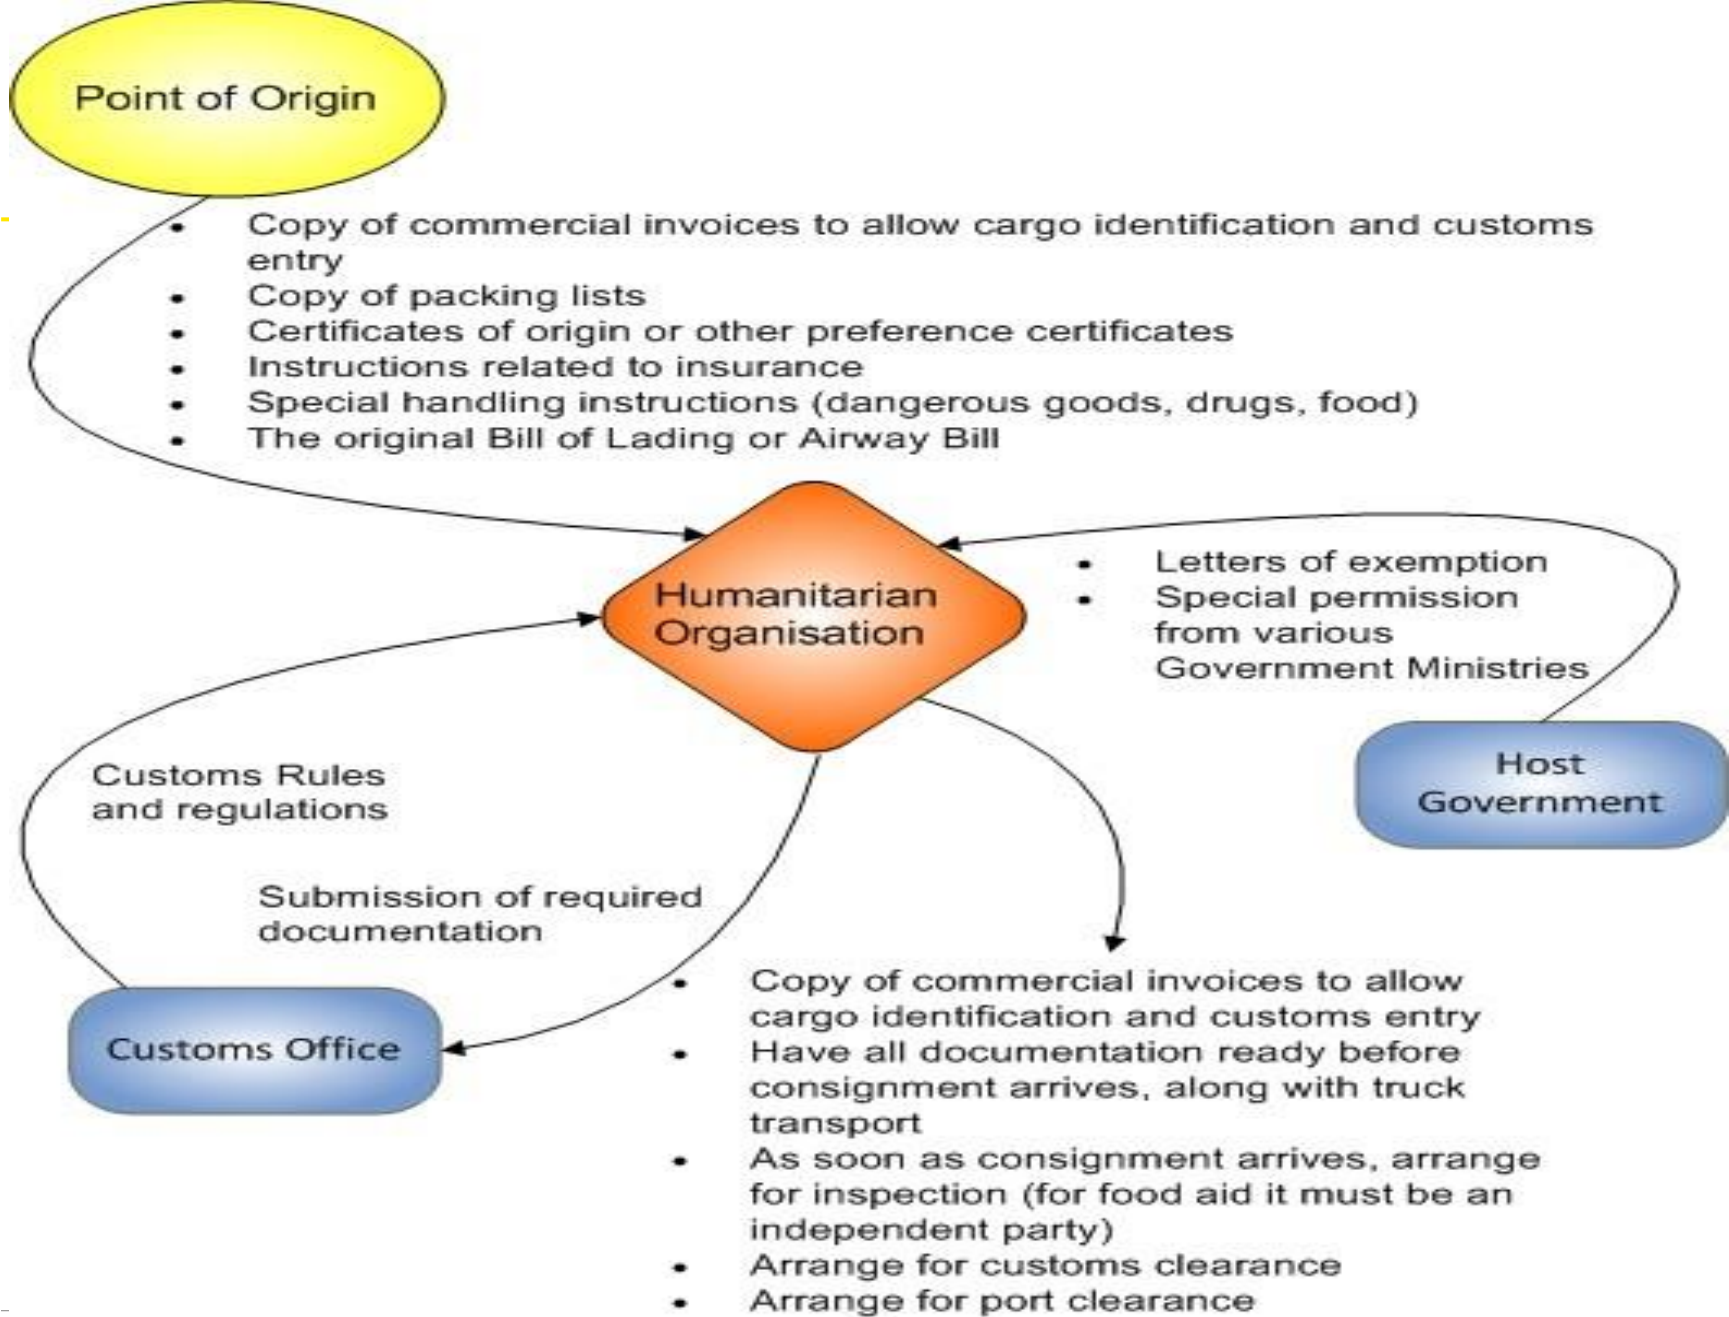 Point of Origin
• Copy of commercial invoices to allow cargo identification and customs
entry
• Copy of packing lists
• Certificates of origin or other preference certificates
• Instructions related to insurance
• Special handling instructions (dangerous goods, drugs, food)
• The original Bill of Lading or Airway Bill
Humanitarian
Organisation
• Letters of exemption
• Special permission
from various
Government Ministries
Host
Government
Customs Rules
and regulations
Submission of required
documentation
Customs Office
• Copy of commercial invoices to allow
cargo identification and customs entry
• Have all documentation ready before
consignment arrives, along with truck
transport
• As soon as consignment arrives, arrange
for inspection (for food aid it must be an
independent party)
• Arrange for customs clearance
• Arrange for port clearance